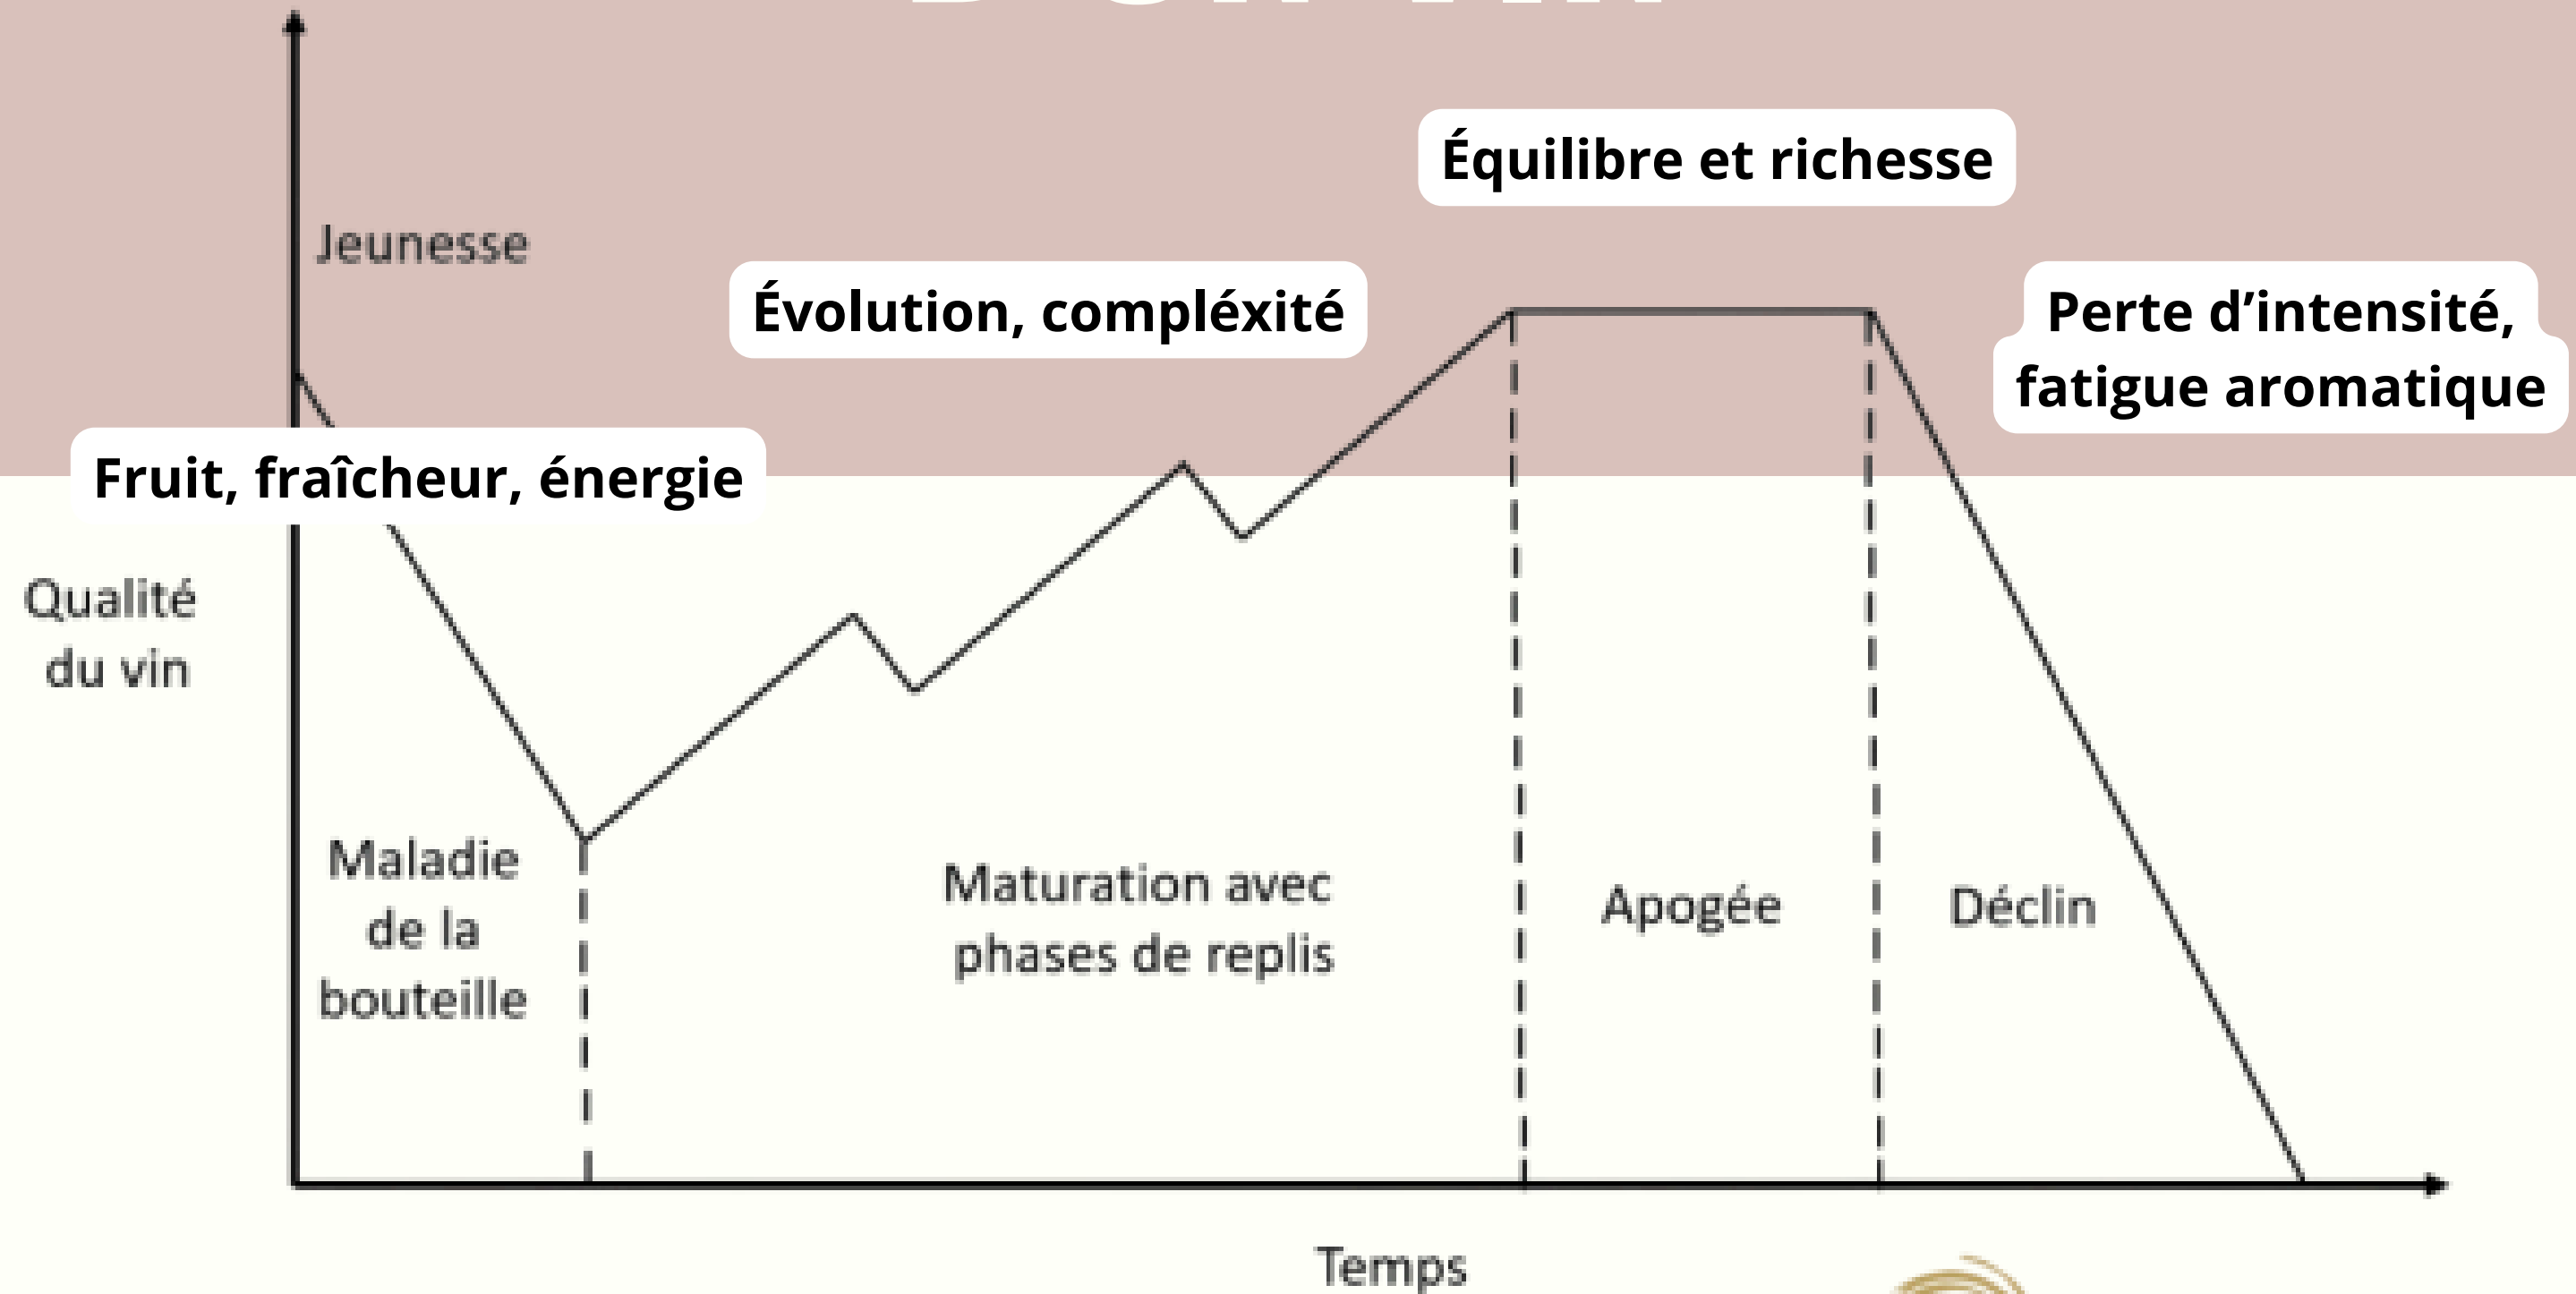 Équilibre et richesse
Jeunesse
Évolution, compléxité
Perte d’intensité,
fatigue aromatique
Fruit, fraîcheur, énergie
Qualité
du vin
Maladie
de la
bouteille
Maturation avec
phases de replis
Apogée
Déclin
Temps